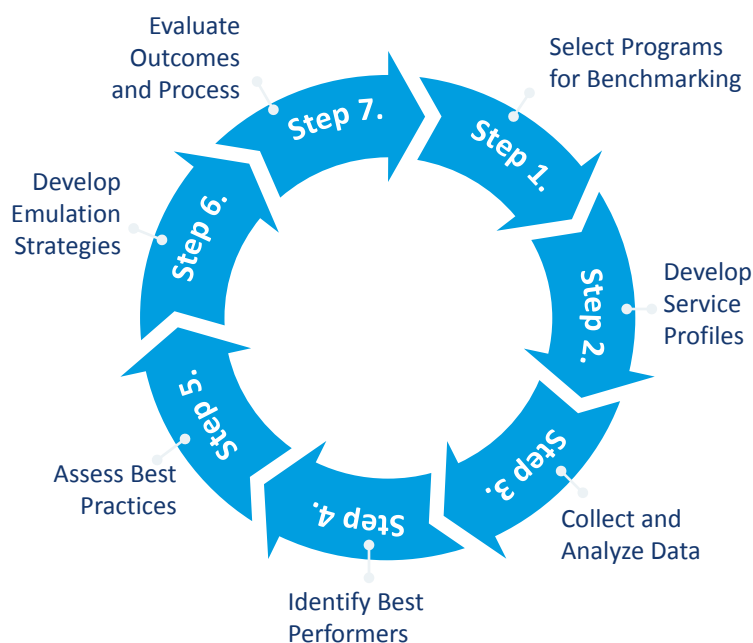 Step 1.
Select Programs
for Benchmarking
Step 2.
Develop
Service
Profiles
Step 3.
Collect and
Analyze Data
Step 4.
Identify Best
Performers
Step 5.
Assess Best
Practices
Step 6.
Develop
Emulation
Strategies
Step 7.
Evaluate
Outcomes
and Process